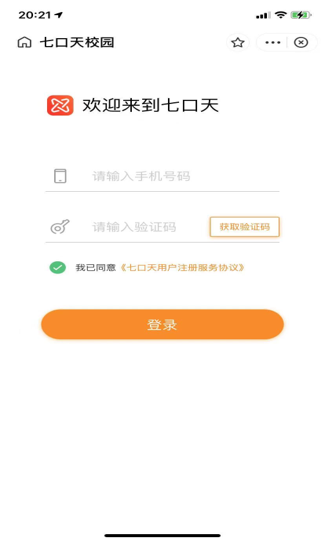 20:21
七口天校园
欢迎来到七口天
请输入手机号码
请输入验证码
获取验证码
我已同意《七口天用户注册服务协议》
登录